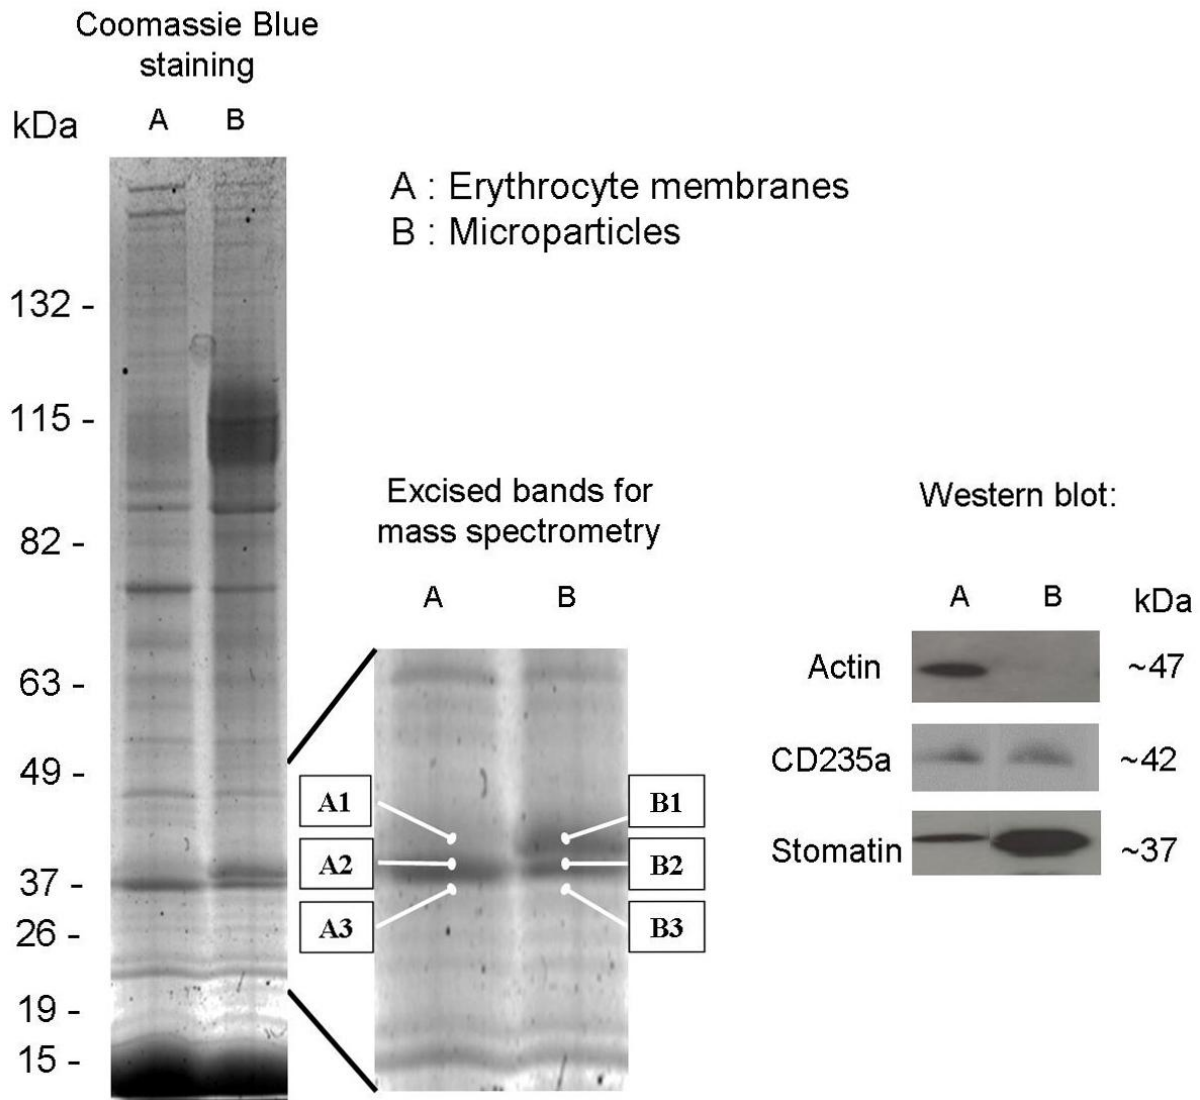 Coomassie Blue
staining
kDa A B
A : Erythrocyte membranes
B : Microparticles
132 -
115 -
82 -
63 -
49 -
37 -
26 -
19 -
15 -
Excised bands for
mass spectrometry
A B
A1
A2
A3
B1
B2
B3
Western blot:
A B kDa
Actin ~47
CD235a ~42
Stomatin ~37